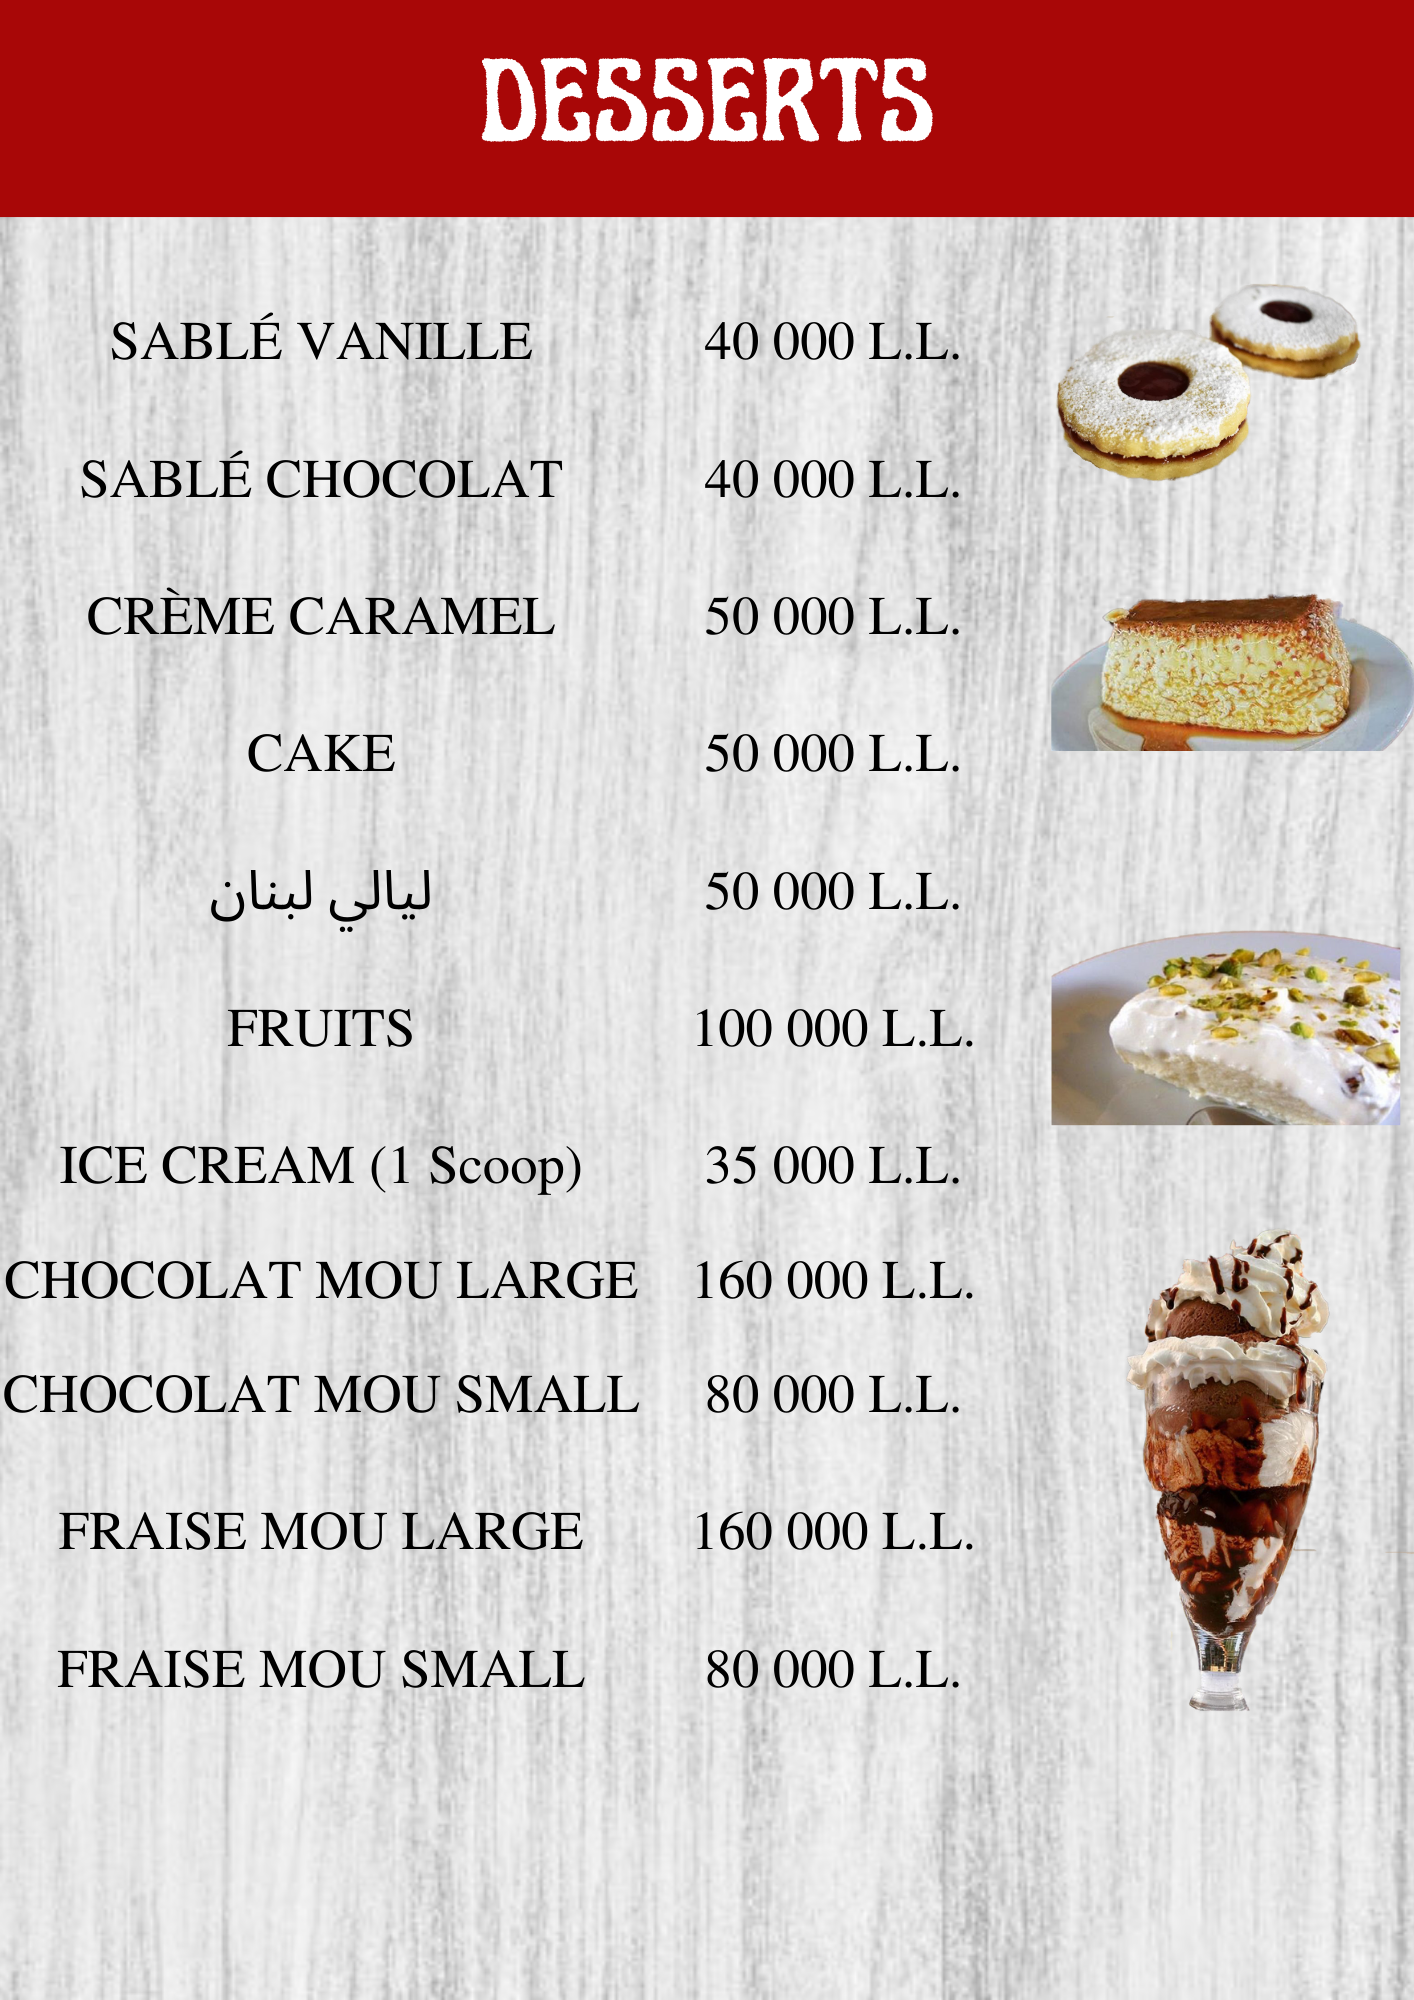 DESSERTS
SABLÉ VANILLE 40 000 L.L.
SABLÉ CHOCOLAT 40 000 L.L.
CRÈME CARAMEL 50 000 L.L.
CAKE 50 000 L.L.
ليالي لبنان 50 000 L.L.
FRUITS 100 000 L.L.
ICE CREAM (1 Scoop) 35 000 L.L.
CHOCOLAT MOU LARGE 160 000 L.L.
CHOCOLAT MOU SMALL 80 000 L.L.
FRAISE MOU LARGE 160 000 L.L.
FRAISE MOU SMALL 80 000 L.L.